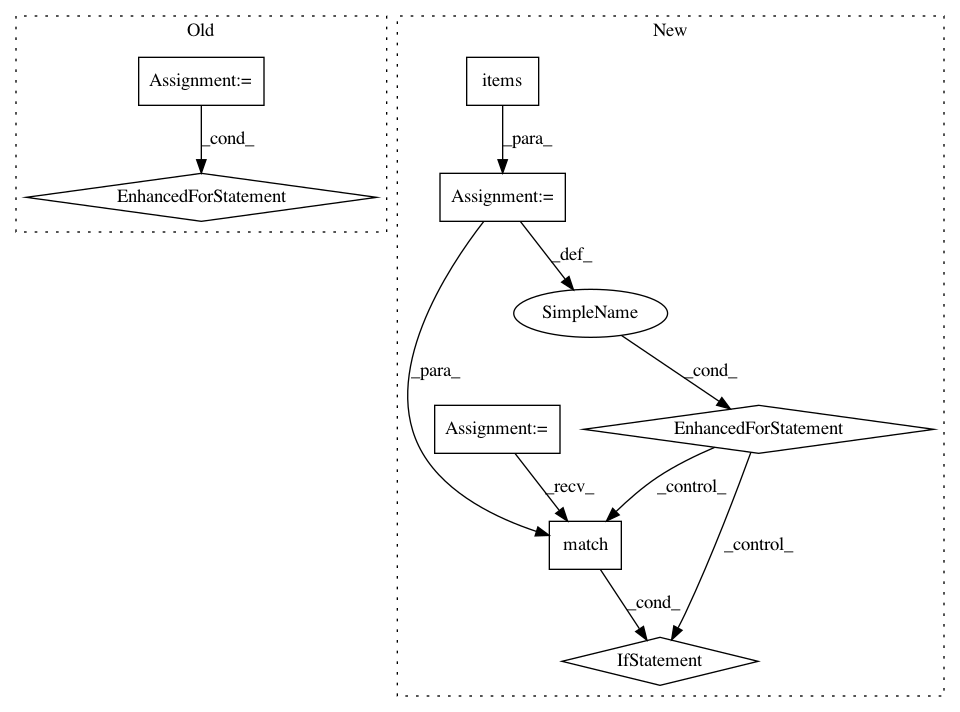 Old
Assignment:=
_cond_
EnhancedForStatement
New
items
_para_
Assignment:=
_def_
SimpleName
_para_
_cond_
Assignment:=
EnhancedForStatement
_recv_
_control_
match
_control_
_cond_
IfStatement